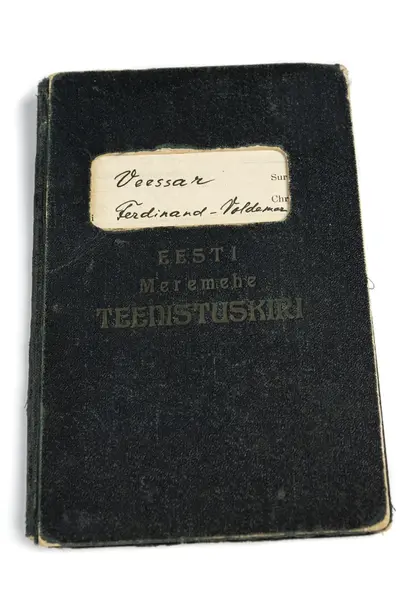 Veessar
Sur
Chr
Ferdinand-Voldemar
EESTI
Meremehe
TEENISTUSKIRI